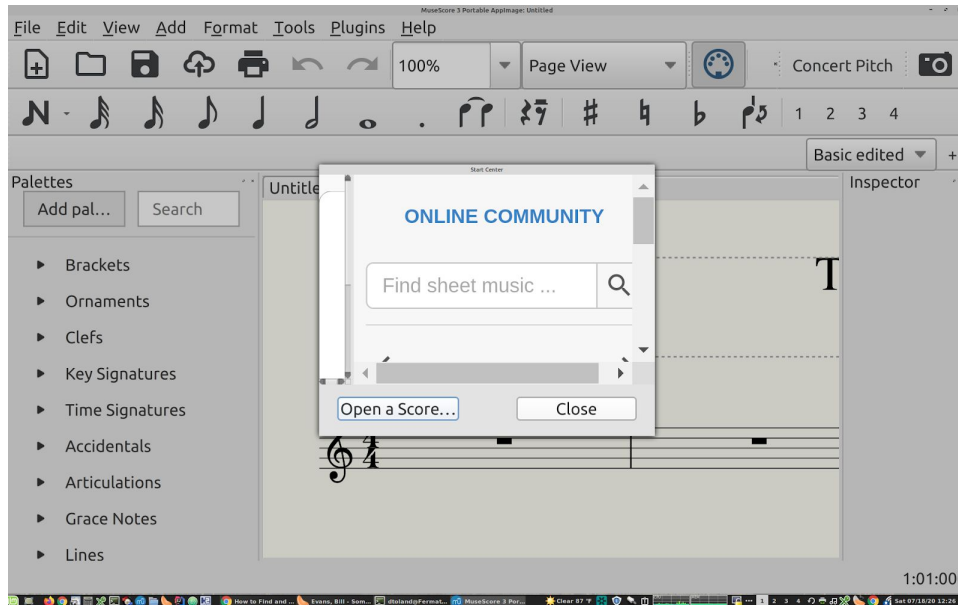 MuseScore 3 Portable AppImage: Untitled
File Edit View Add Format Tools Plugins Help
100% Page View Concert Pitch
1 2 3 4
Basic edited +
Palettes
Untitle
Inspector
Add pal... Search
Start Center
ONLINE COMMUNITY
Find sheet music ...
Open a Score... Close
Brackets
Ornaments
Clefs
Key Signatures
Time Signatures
Accidentals
Articulations
Grace Notes
Lines
T
4
4
1:01:00
How to Find and ... Evans, Bill - Som... dtoland@Fermat... MuseScore 3 Por... Clear 87 1 2 3 4 Sat 07/18/20 12:26